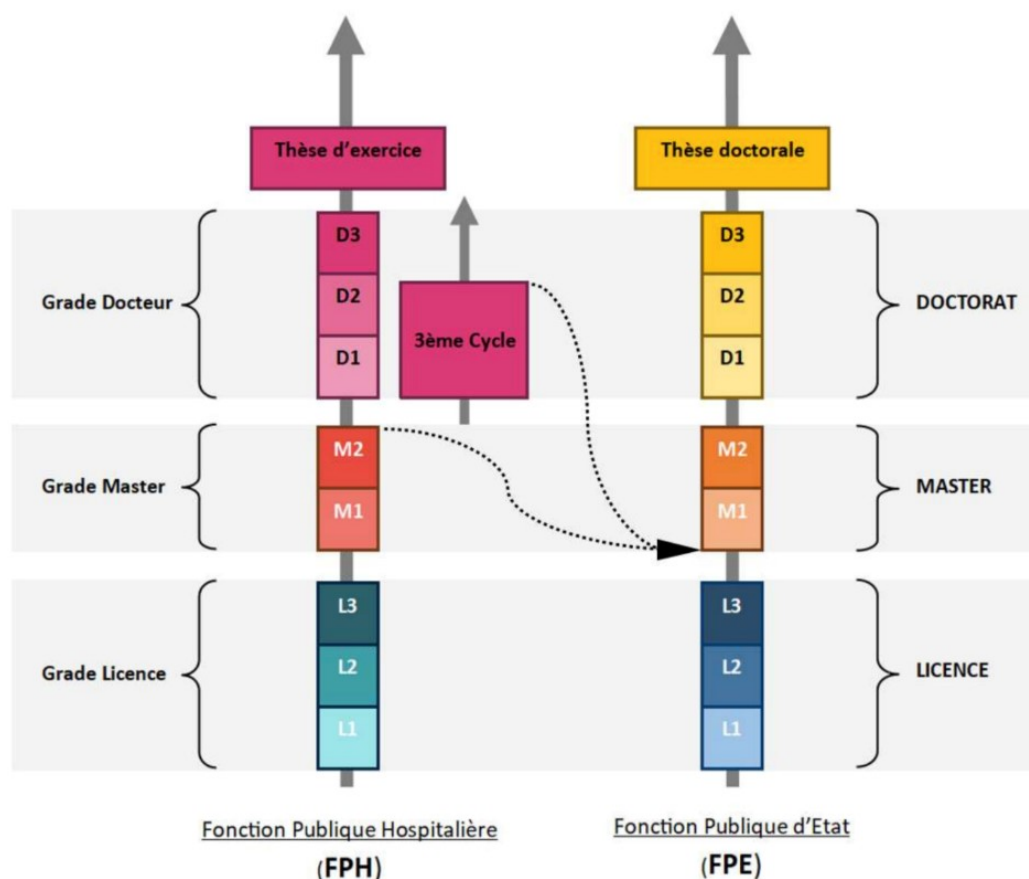 Thèse d’exercice
Thèse doctorale
Grade Docteur
D3
D2
D1
3ème Cycle
D3
D2
D1
DOCTORAT
Grade Master
M2
M1
M2
M1
MASTER
Grade Licence
L3
L2
L1
L3
L2
L1
LICENCE
Fonction Publique Hospitalière
(FPH)
Fonction Publique d’Etat
(FPE)